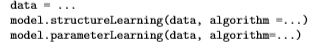 data = ...
model.structureLearning(data, algorithm =...)
model.parameterLearning(data, algorithm=...)